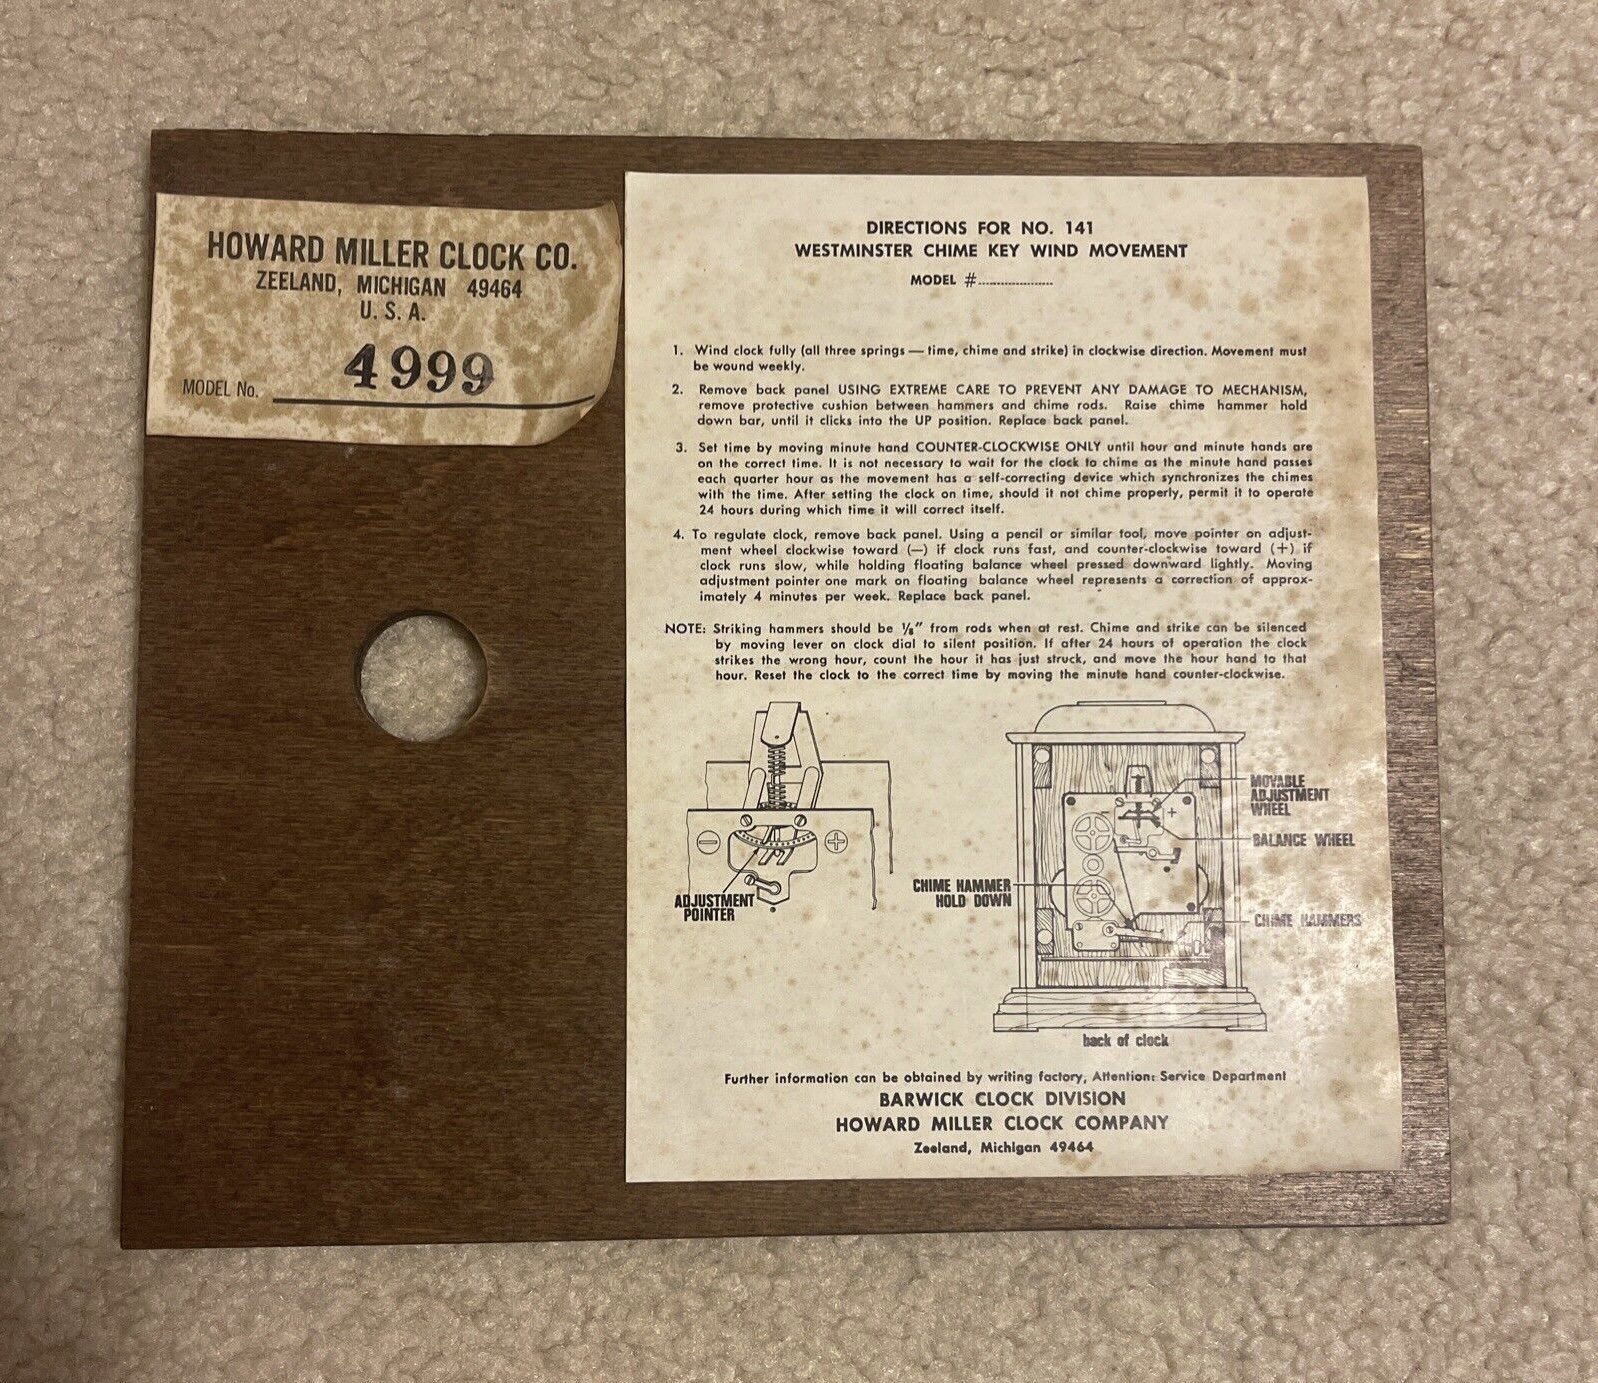 HOWARD MILLER CLOCK CO.
ZEELAND, MICHIGAN 49464
U. S. A.
MODEL No. 4999
DIRECTIONS FOR NO. 141
WESTMINSTER CHIME KEY WIND MOVEMENT
MODEL #....................
1. Wind clock fully (all three springs — time, chime and strike) in clockwise direction. Movement must
be wound weekly.
2. Remove back panel USING EXTREME CARE TO PREVENT ANY DAMAGE TO MECHANISM,
remove protective cushion between hammers and chime rods. Raise chime hammer hold
down bar, until it clicks into the UP position. Replace back panel.
3. Set time by moving minute hand COUNTER-CLOCKWISE ONLY until hour and minute hands are
on the correct time. It is not necessary to wait for the clock to chime as the minute hand passes
each quarter hour as the movement has a self-correcting device which synchronizes the chimes
with the time. After setting the clock on time, should it not chime properly, permit it to operate
24 hours during which time it will correct itself.
4. To regulate clock, remove back panel. Using a pencil or similar tool, move pointer on adjust-
ment wheel clockwise toward (—) if clock runs fast, and counter-clockwise toward (+) if
clock runs slow, while holding floating balance wheel pressed downward lightly. Moving
adjustment pointer one mark on floating balance wheel represents a correction of approx-
imately 4 minutes per week. Replace back panel.
NOTE: Striking hammers should be 1/8" from rods when at rest. Chime and strike can be silenced
by moving lever on clock dial to silent position. If after 24 hours of operation the clock
strikes the wrong hour, count the hour it has just struck, and move the hour hand to that
hour. Reset the clock to the correct time by moving the minute hand counter-clockwise.
− +
ADJUSTMENT
POINTER
+
MOVABLE
ADJUSTMENT
WHEEL
BALANCE WHEEL
CHIME HAMMER
HOLD DOWN
CHIME HAMMERS
back of clock
Further information can be obtained by writing factory, Attention: Service Department
BARWICK CLOCK DIVISION
HOWARD MILLER CLOCK COMPANY
Zeeland, Michigan 49464